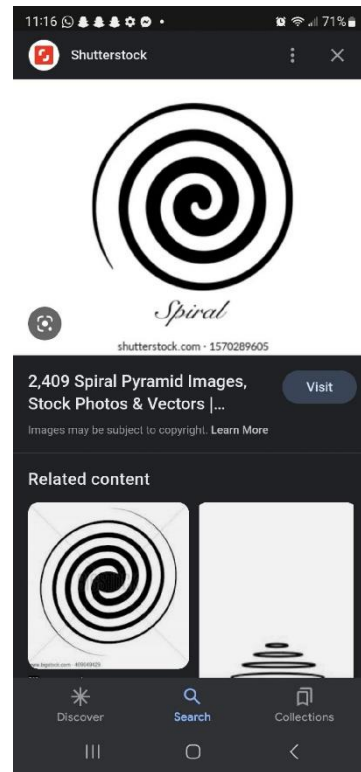 11:16
71%
Shutterstock
Spiral
shutterstock.com · 1570289605
2,409 Spiral Pyramid Images,
Stock Photos & Vectors |...
Visit
Images may be subject to copyright. Learn More
Related content
Discover
Search
Collections